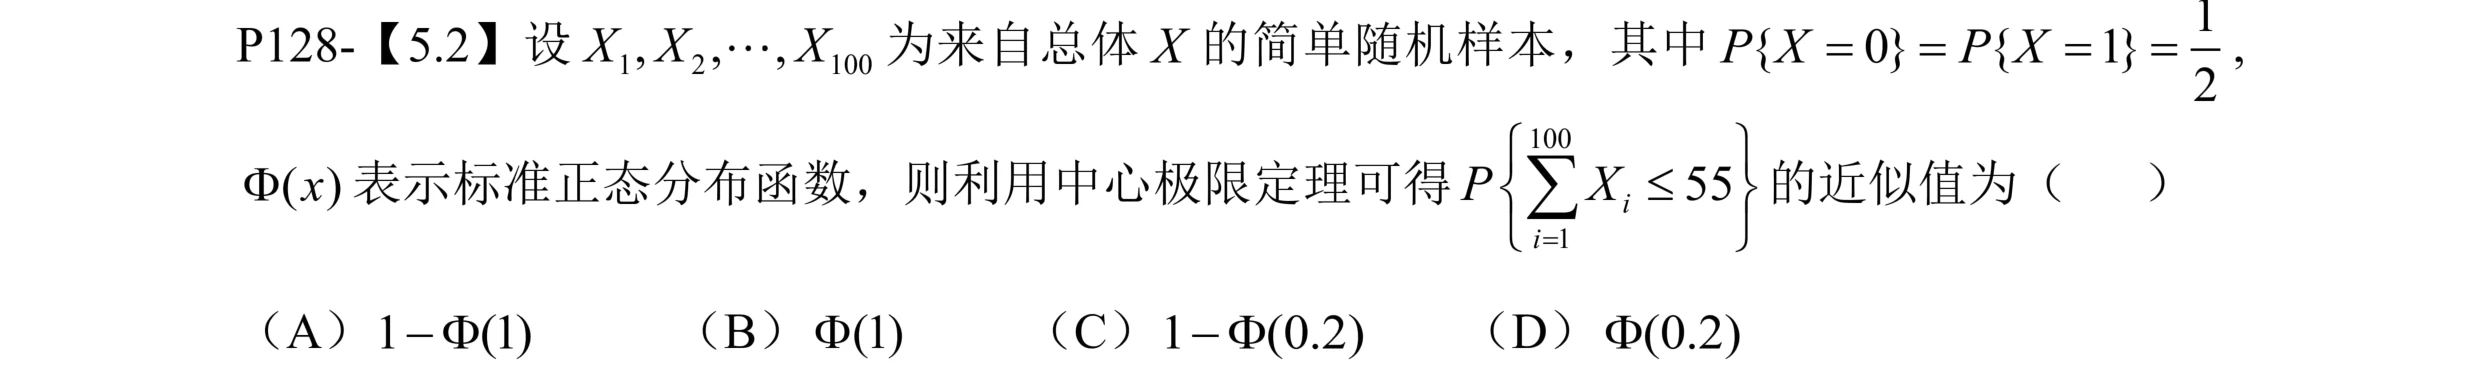 P128-【5.2】设 $X_1, X_2, \cdots, X_{100}$ 为来自总体 $X$ 的简单随机样本，其中 $P\{X=0\}=P\{X=1\}=\frac{1}{2}$,
$\Phi(x)$ 表示标准正态分布函数，则利用中心极限定理可得 $P\left\{\sum_{i=1}^{100} X_i \leq 55\right\}$ 的近似值为（ ）
（A）$1-\Phi(1)$ （B）$\Phi(1)$ （C）$1-\Phi(0.2)$ （D）$\Phi(0.2)$